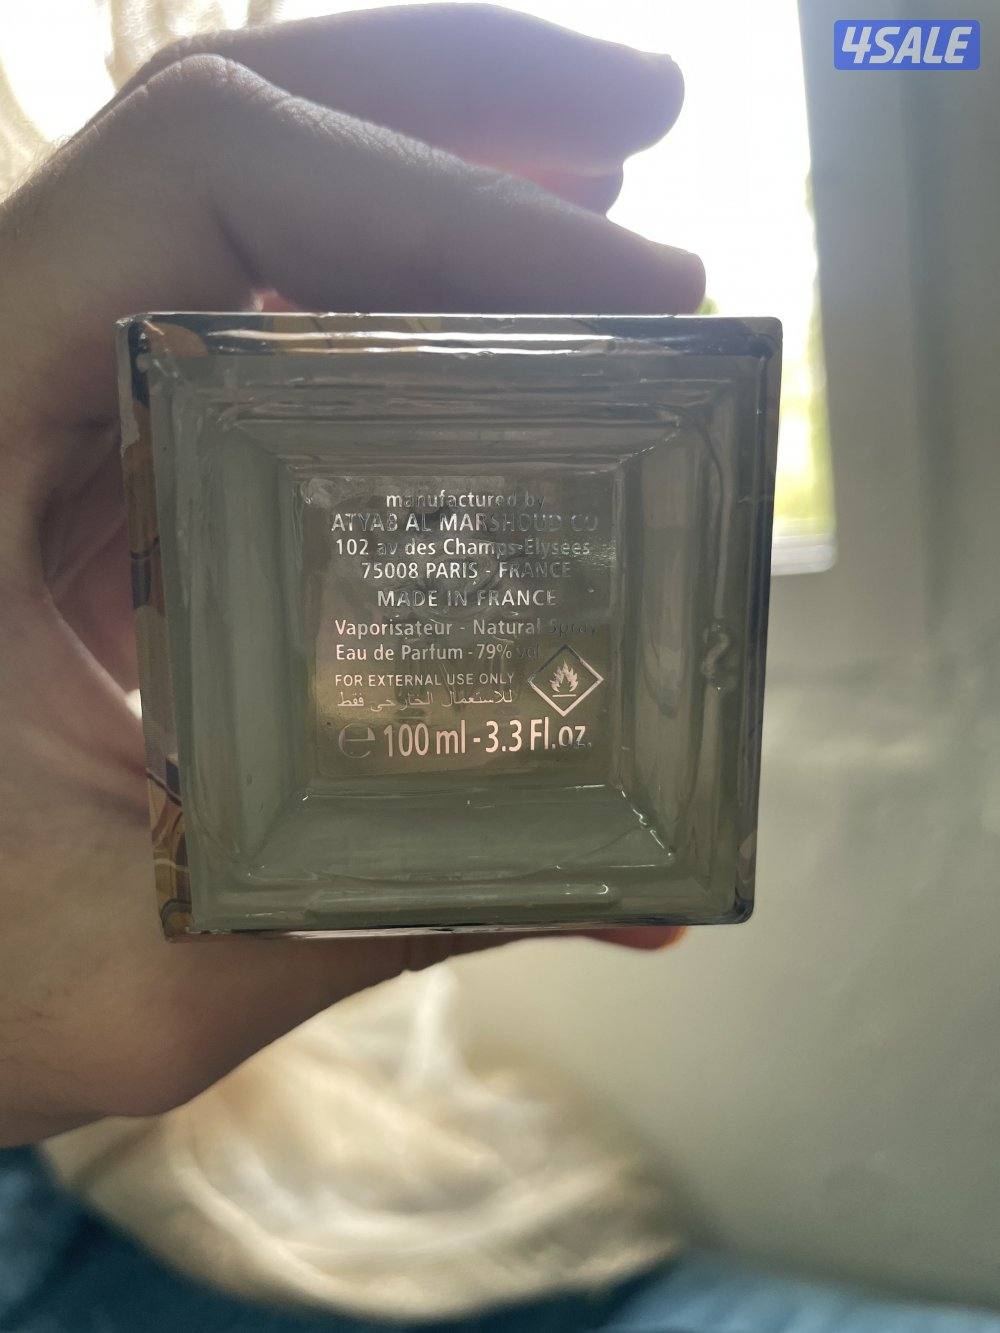 4SALE
manufactured by
ATYAB AL MARSHOUD CO
102 av des Champs-Elysées
75008 PARIS - FRANCE
MADE IN FRANCE
Vaporisateur - Natural Spray
Eau de Parfum - 79% vol
FOR EXTERNAL USE ONLY
للاستعمال الخارجي فقط
℮ 100 ml - 3.3 Fl.oz.